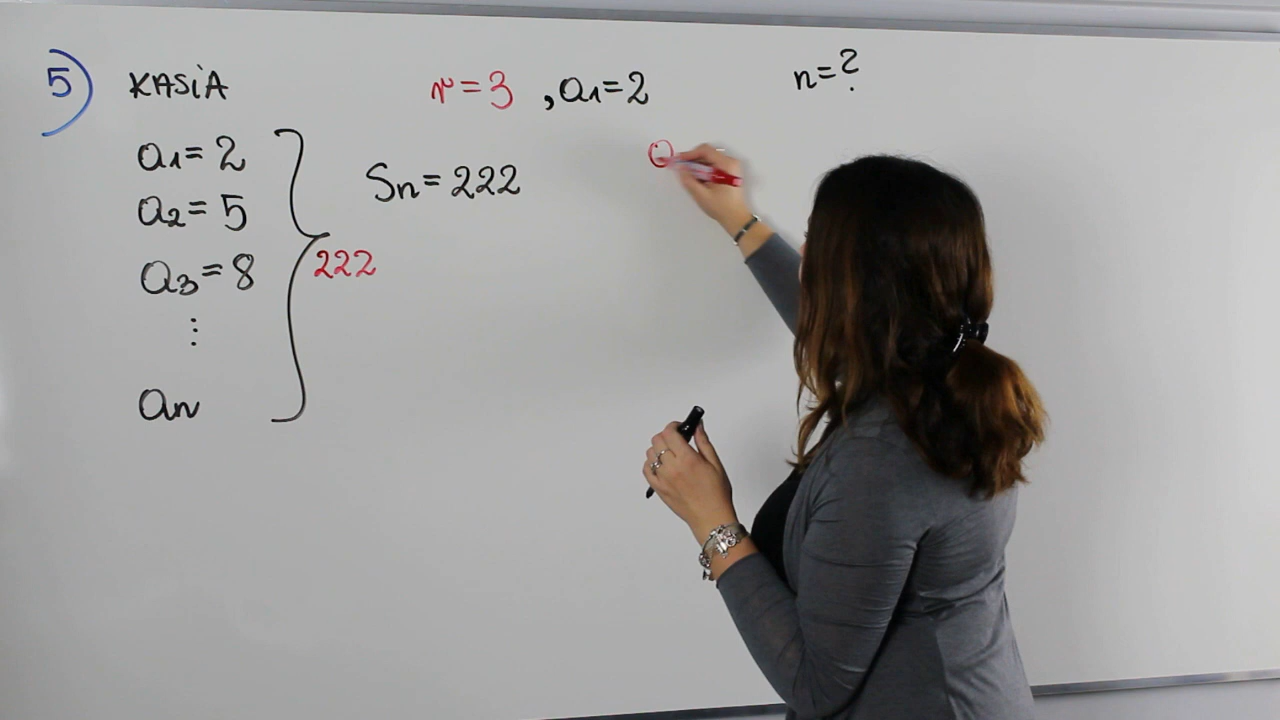 5) KASIA r=3, a1=2 n=?
a1=2
a2=5
a3=8
⋮
an
222
Sn=222
a